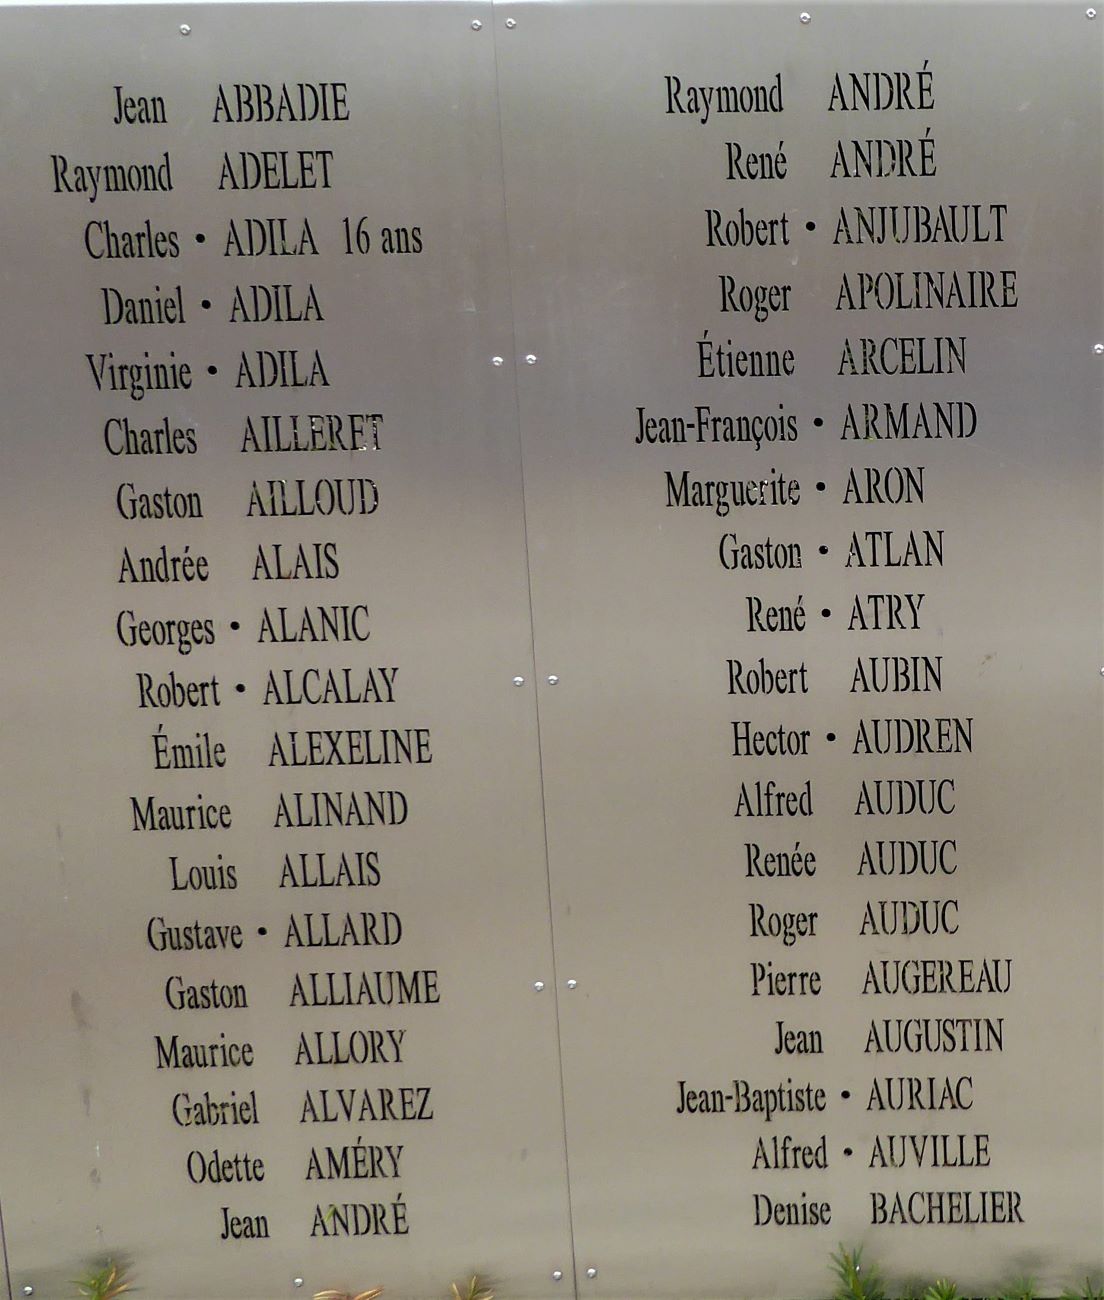 Jean ABBADIE
Raymond ADELET
Charles • ADILA 16 ans
Daniel • ADILA
Virginie • ADILA
Charles AILLERET
Gaston AILLOUD
Andrée ALAIS
Georges • ALANIC
Robert • ALCALAY
Émile ALEXELINE
Maurice ALINAND
Louis ALLAIS
Gustave • ALLARD
Gaston ALLIAUME
Maurice ALLORY
Gabriel ALVAREZ
Odette AMÉRY
Jean ANDRÉ
Raymond ANDRÉ
René ANDRÉ
Robert • ANJUBAULT
Roger APOLINAIRE
Étienne ARCELIN
Jean-François • ARMAND
Marguerite • ARON
Gaston • ATLAN
René • ATRY
Robert AUBIN
Hector • AUDREN
Alfred AUDUC
Renée AUDUC
Roger AUDUC
Pierre AUGEREAU
Jean AUGUSTIN
Jean-Baptiste • AURIAC
Alfred • AUVILLE
Denise BACHELIER